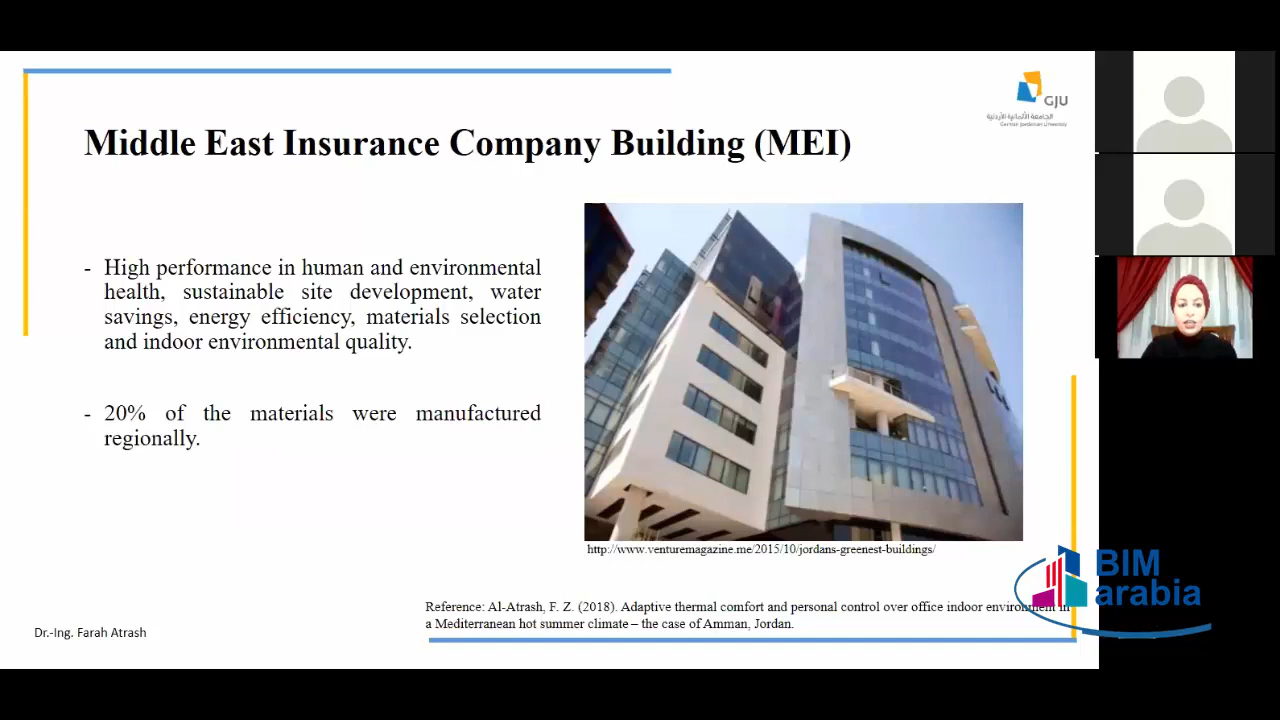 GJU
الجامعة الألمانية الأردنية
German Jordanian University
Middle East Insurance Company Building (MEI)
- High performance in human and environmental
health, sustainable site development, water
savings, energy efficiency, materials selection
and indoor environmental quality.
- 20% of the materials were manufactured
regionally.
http://www.venturemagazine.me/2015/10/jordans-greenest-buildings/
BIM
arabia
Reference: Al-Atrash, F. Z. (2018). Adaptive thermal comfort and personal control over office indoor environment in
a Mediterranean hot summer climate – the case of Amman, Jordan.
Dr.-Ing. Farah Atrash